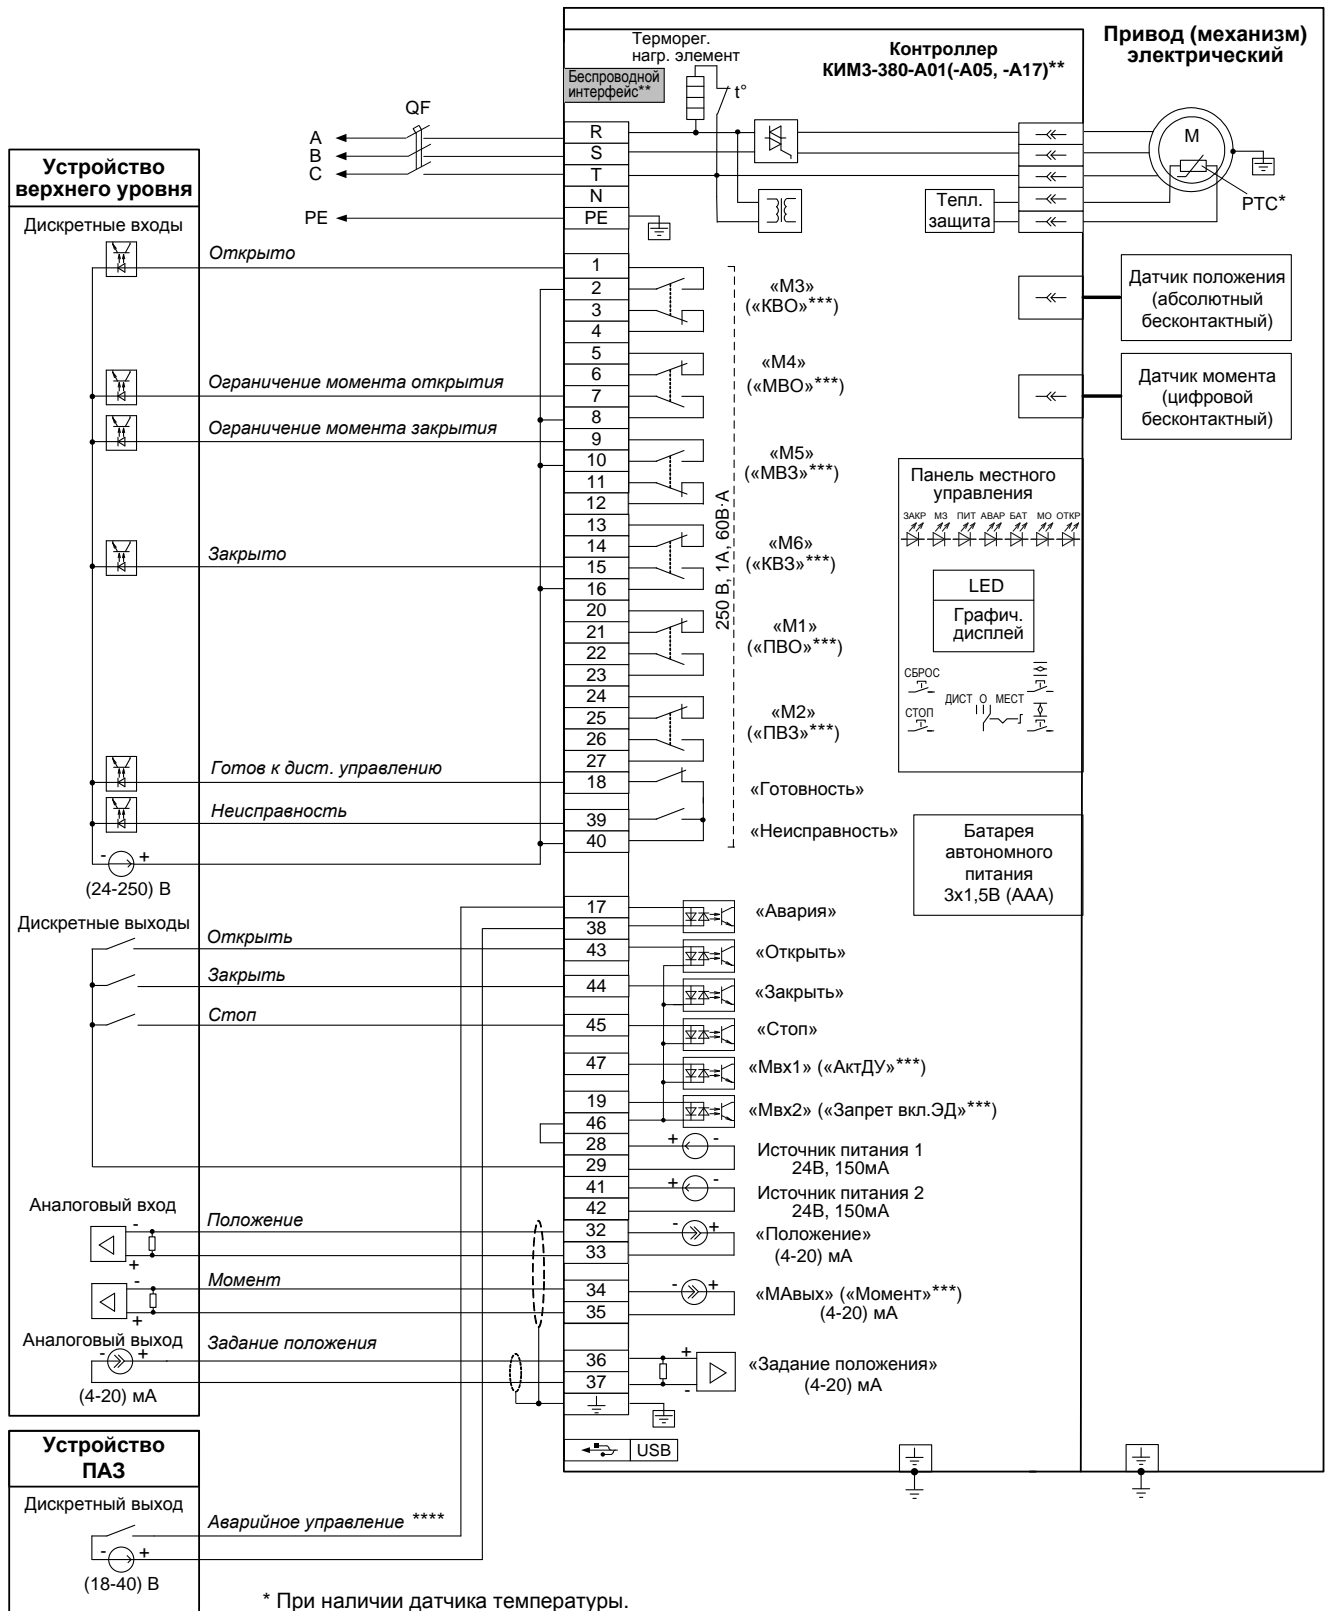 Привод (механизм)
электрический
Контроллер
КИМ3-380-А01(-А05, -А17)**
Терморег.
нагр. элемент
Беспроводной
интерфейс**
t°
QF
A
B
C
PE
R
S
T
N
PE
M
PTC*
Тепл.
защита
Устройство
верхнего уровня
Дискретные входы
Открыто
1
2
3
4
«М3»
(«КВО»***)
Датчик положения
(абсолютный
бесконтактный)
5
6
7
8
«М4»
(«МВО»***)
Ограничение момента открытия
Датчик момента
(цифровой
бесконтактный)
Ограничение момента закрытия
9
10
11
12
«М5»
(«МВЗ»***)
Закрыто
13
14
15
16
«М6»
(«КВЗ»***)
20
21
22
23
«М1»
(«ПВО»***)
24
25
26
27
«М2»
(«ПВЗ»***)
250 В, 1А, 60В·А
Панель местного
управления
ЗАКР МЗ ПИТ АВАР БАТ МО ОТКР
LED
Графич.
дисплей
СБРОС
ДИСТ О МЕСТ
СТОП
Готов к дист. управлению
18
«Готовность»
Неисправность
39
40
«Неисправность»
- +
(24-250) В
Батарея
автономного
питания
3х1,5В (ААА)
Дискретные выходы
17
38
«Авария»
Открыть
43
«Открыть»
Закрыть
44
«Закрыть»
Стоп
45
«Стоп»
47
«Мвх1» («АктДУ»***)
19
46
«Мвх2» («Запрет вкл.ЭД»***)
28
29
+ -
Источник питания 1
24В, 150мА
41
42
+ -
Источник питания 2
24В, 150мА
Аналоговый вход
Положение
-
+
32
33
- +
«Положение»
(4-20) мА
Момент
-
+
34
35
- +
«МАвых» («Момент»***)
(4-20) мА
Аналоговый выход
Задание положения
- +
(4-20) мА
36
37
+
-
«Задание положения»
(4-20) мА
USB
Устройство
ПАЗ
Дискретный выход
Аварийное управление ****
- +
(18-40) В
* При наличии датчика температуры.